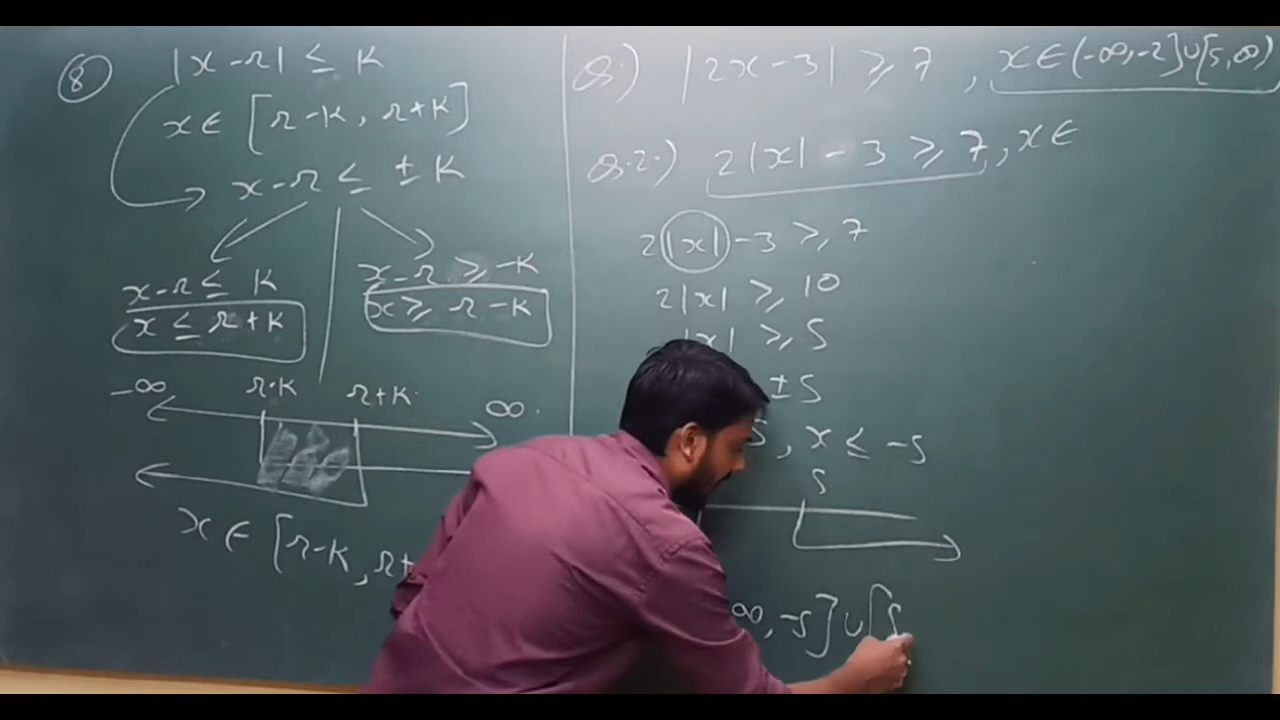 ⑧ |x-r| ≤ K
x∈ [r-K, r+K]
x-r ≤ ± K
x-r ≤ K
x ≤ r+K
x-r ≥ -K
x ≥ r-K
-∞ r-K r+K ∞
x∈ [r-K, r+
Q.) |2x-3| ≥ 7, x∈(-∞,-2]∪[5,∞)
Q.2.) 2|x| - 3 ≥ 7, x∈
2|x| -3 ≥ 7
2|x| ≥ 10
|x| ≥ 5
±5
5, x ≤ -5
5
∞, -5] ∪ [5